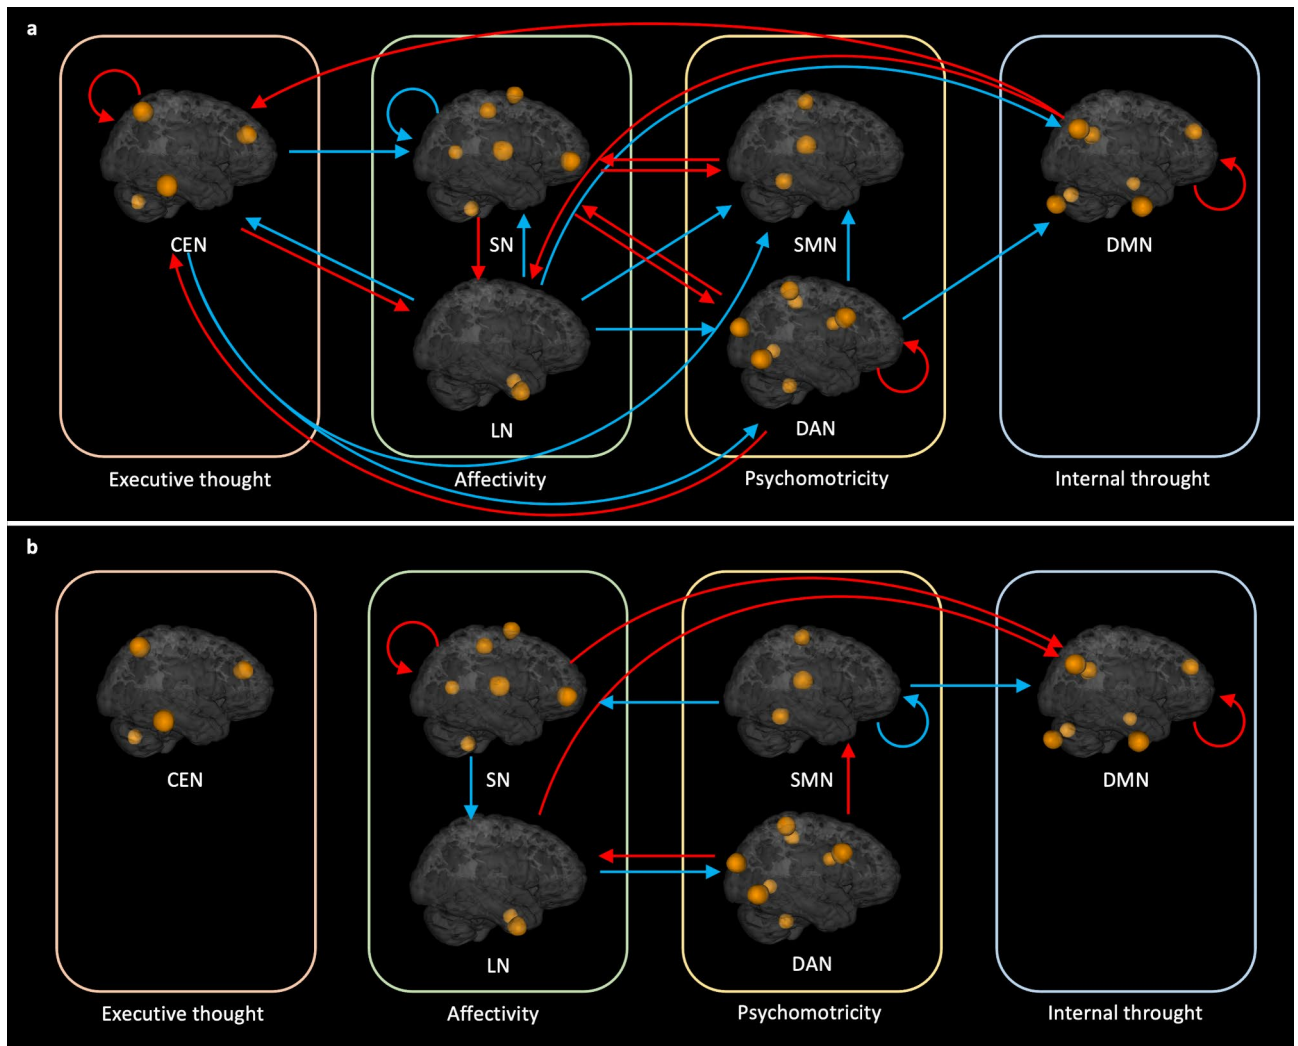 a
CEN
SN
SMN
DMN
LN
DAN
Executive thought
Affectivity
Psychomotricity
Internal throught
b
CEN
SN
SMN
DMN
LN
DAN
Executive thought
Affectivity
Psychomotricity
Internal throught